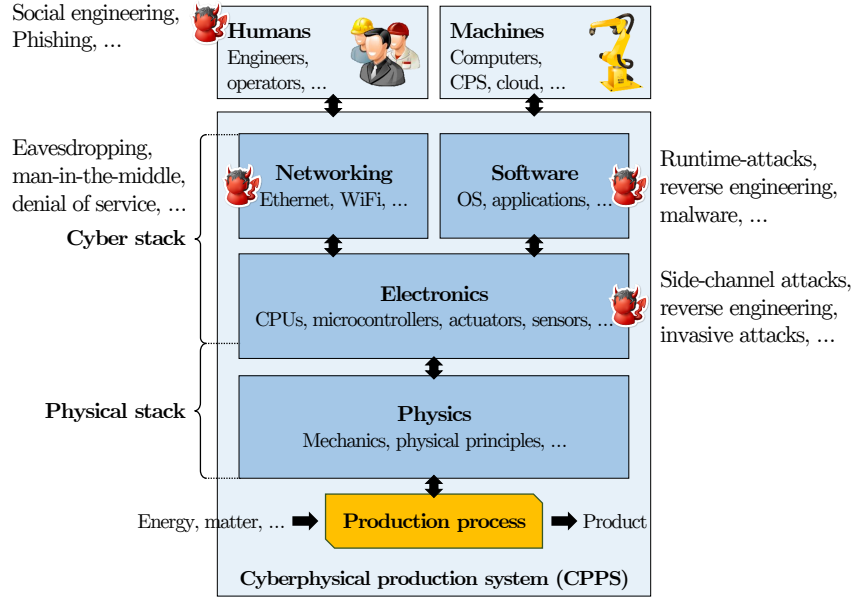 Social engineering,
Phishing, ...
Humans
Engineers,
operators, ...
Machines
Computers,
CPS, cloud, ...
Eavesdropping,
man-in-the-middle,
denial of service, ...
Networking
Ethernet, WiFi, ...
Software
OS, applications, ...
Runtime-attacks,
reverse engineering,
malware, ...
Cyber stack
Electronics
CPUs, microcontrollers, actuators, sensors, ...
Side-channel attacks,
reverse engineering,
invasive attacks, ...
Physical stack
Physics
Mechanics, physical principles, ...
Energy, matter, ...
Production process
Product
Cyberphysical production system (CPPS)